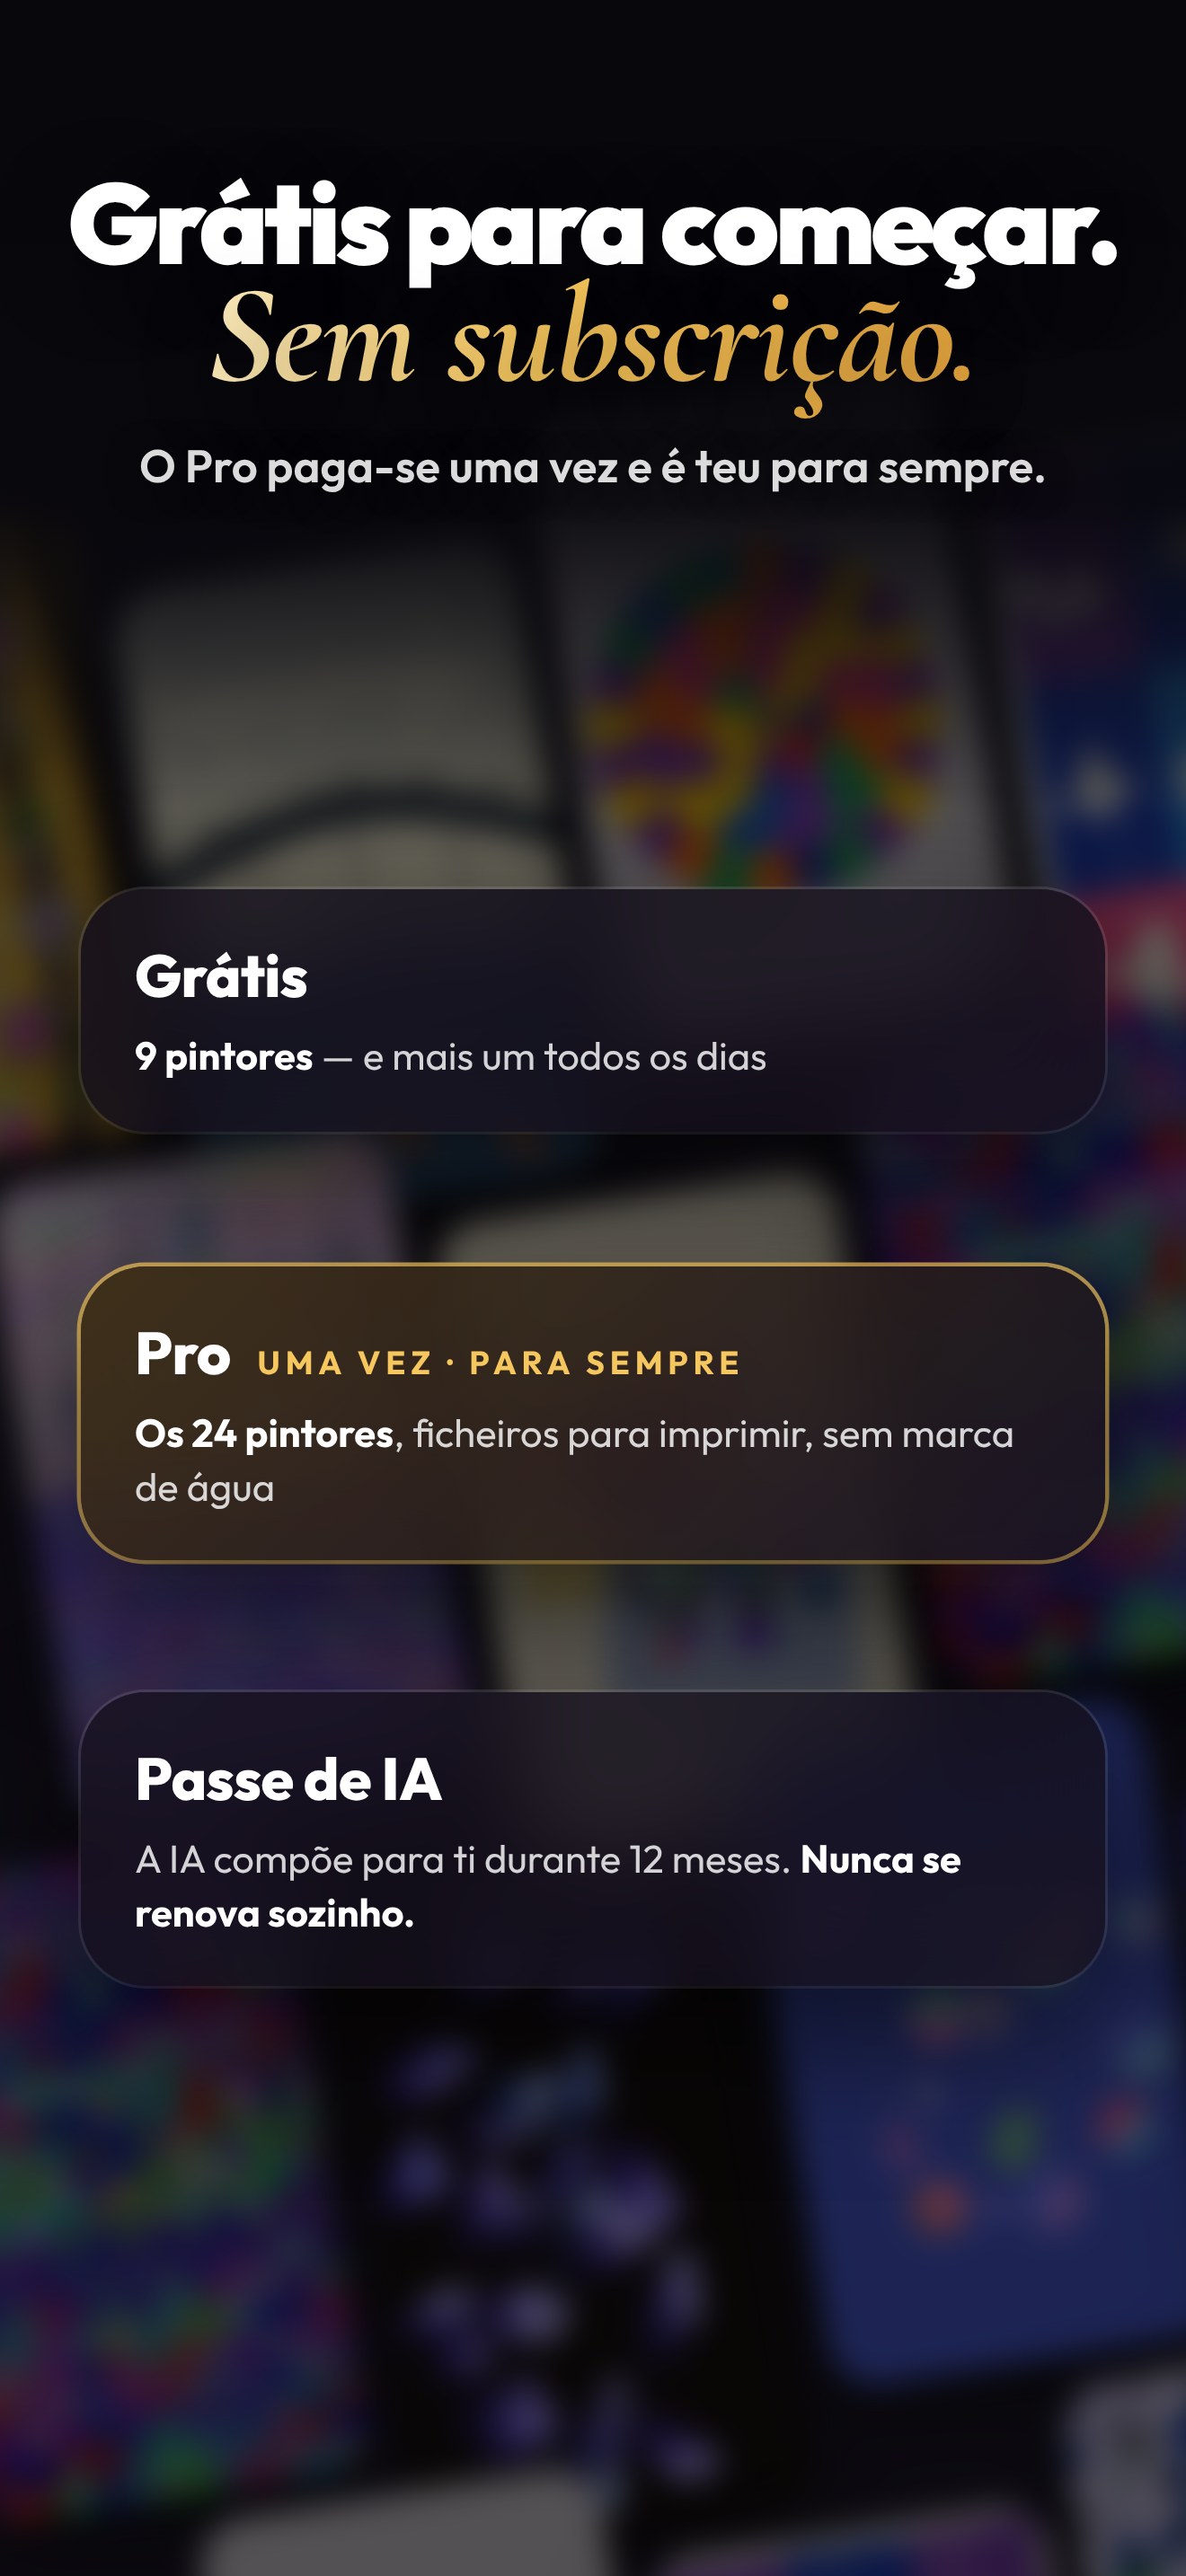 Grátis para começar.
Sem subscrição.
O Pro paga-se uma vez e é teu para sempre.
Grátis
9 pintores — e mais um todos os dias
Pro UMA VEZ · PARA SEMPRE
Os 24 pintores, ficheiros para imprimir, sem marca
de água
Passe de IA
A IA compõe para ti durante 12 meses. Nunca se
renova sozinho.